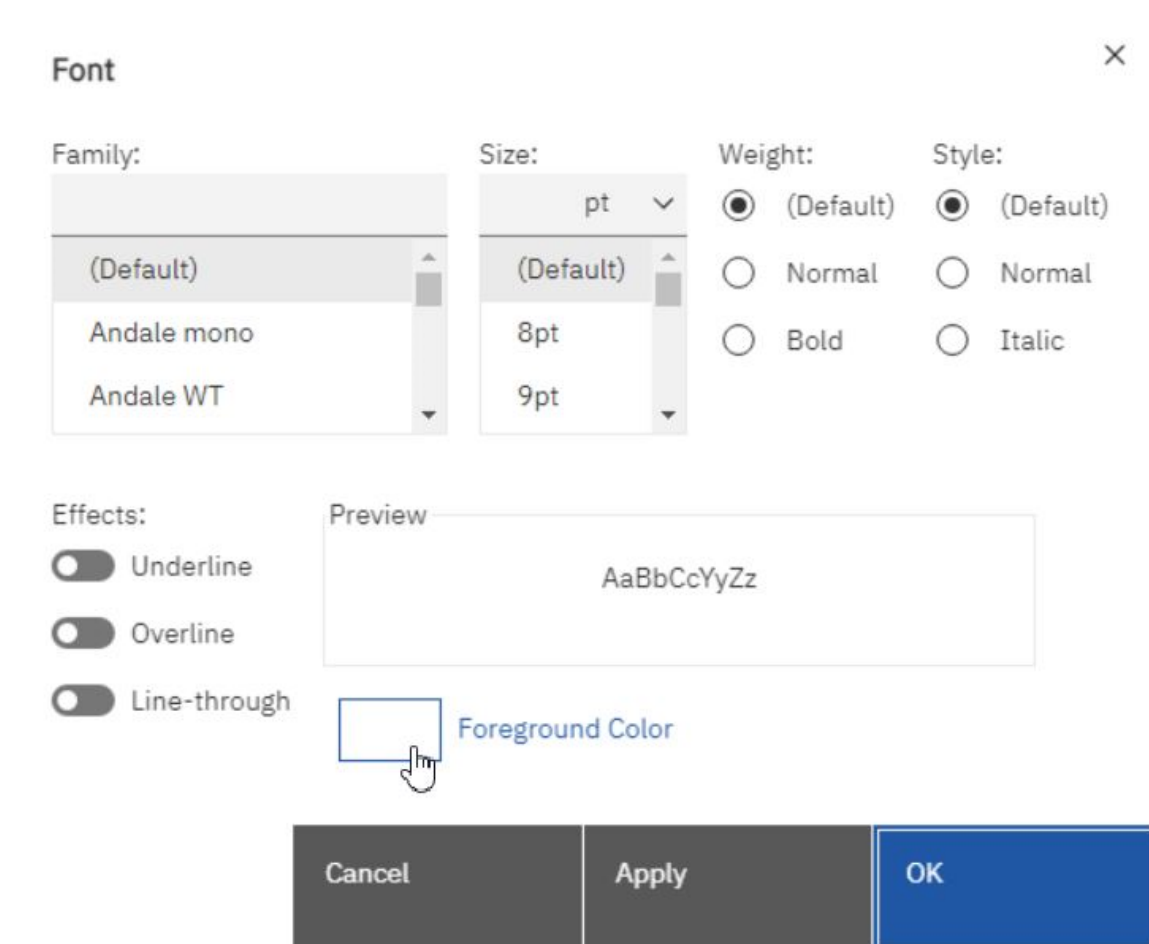 Font
Family:
Size:
Weight:
Style:
pt
(Default)
Andale mono
Andale WT
(Default)
8pt
9pt
(Default)
Normal
Bold
(Default)
Normal
Italic
Effects:
Underline
Overline
Line-through
Preview
AaBbCcYyZz
Foreground Color
Cancel
Apply
OK